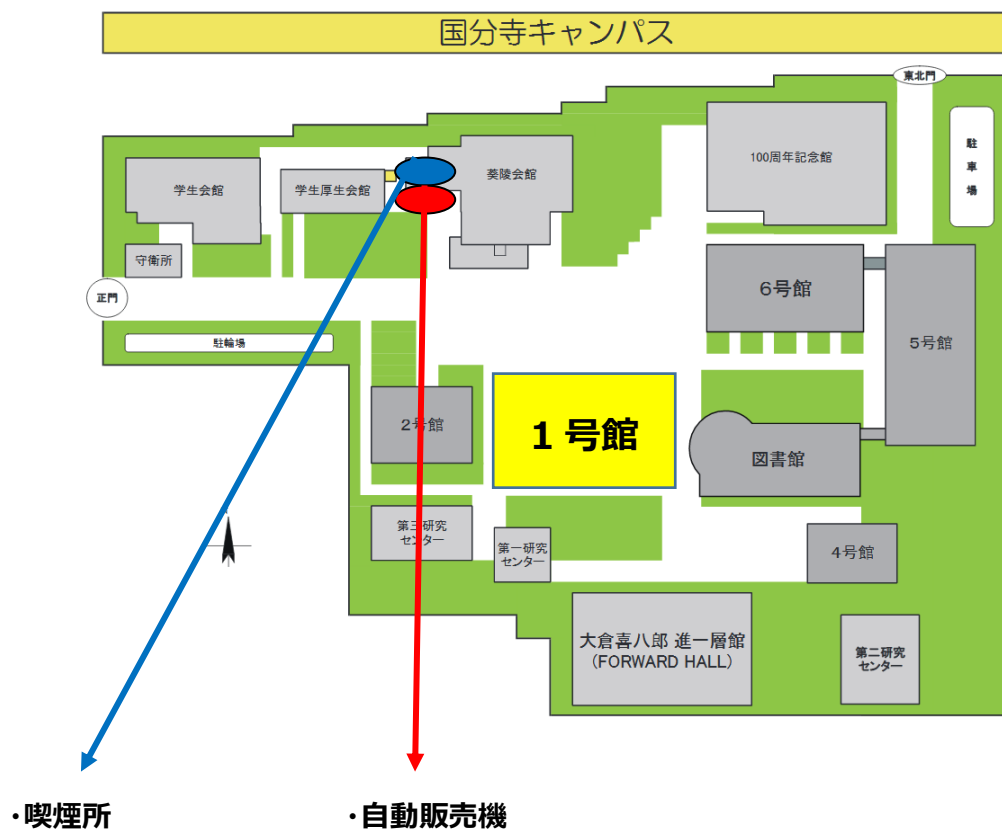 国分寺キャンパス
東北門
駐車場
100周年記念館
葵陵会館
学生会館
学生厚生会館
守衛所
正門
6号館
5号館
駐輪場
2号館
1 号館
図書館
第三研究
センター
第一研究
センター
4号館
大倉喜八郎 進一層館
(FORWARD HALL)
第二研究
センター
・喫煙所
・自動販売機